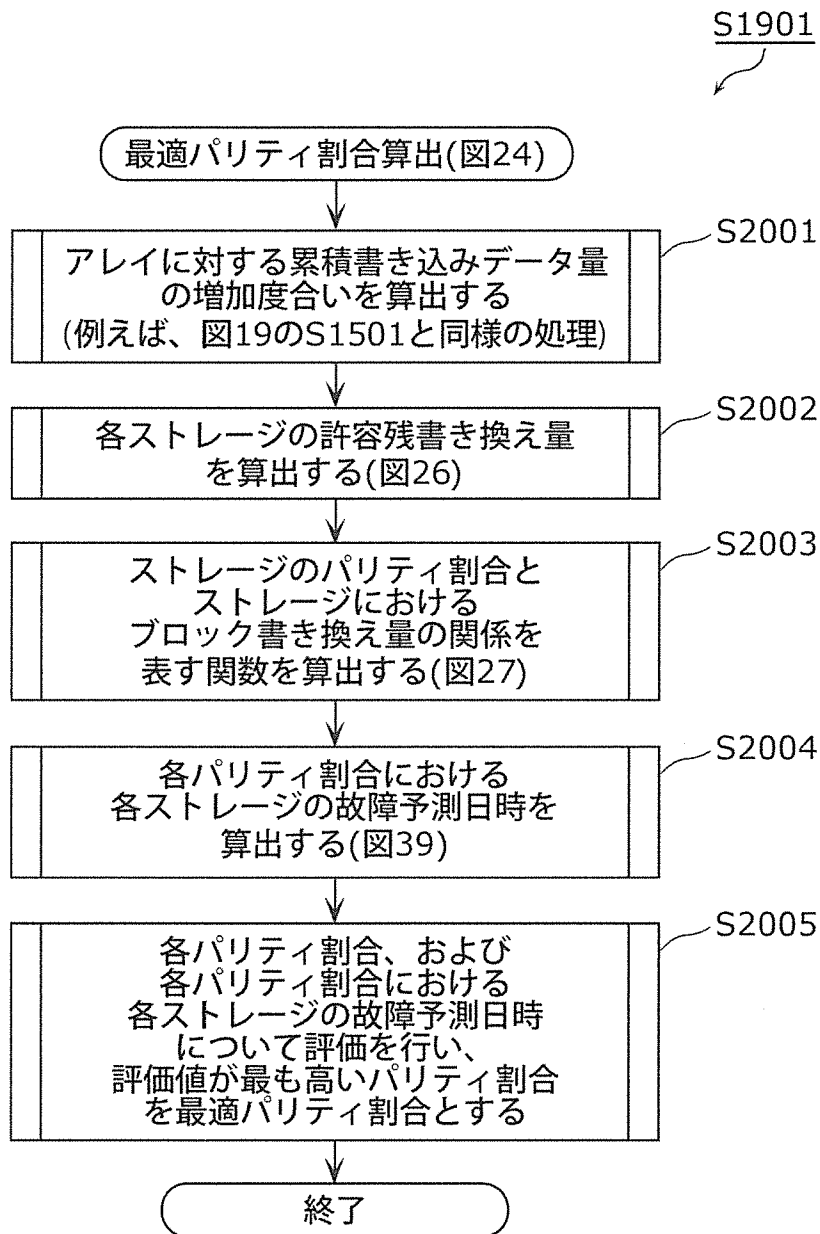 S1901
最適パリティ割合算出(図24)
S2001
アレイに対する累積書き込みデータ量
の増加度合いを算出する
(例えば、図19のS1501と同様の処理)
S2002
各ストレージの許容残書き換え量
を算出する(図26)
S2003
ストレージのパリティ割合と
ストレージにおける
ブロック書き換え量の関係を
表す関数を算出する(図27)
S2004
各パリティ割合における
各ストレージの故障予測日時を
算出する(図39)
S2005
各パリティ割合、および
各パリティ割合における
各ストレージの故障予測日時
について評価を行い、
評価値が最も高いパリティ割合
を最適パリティ割合とする
終了